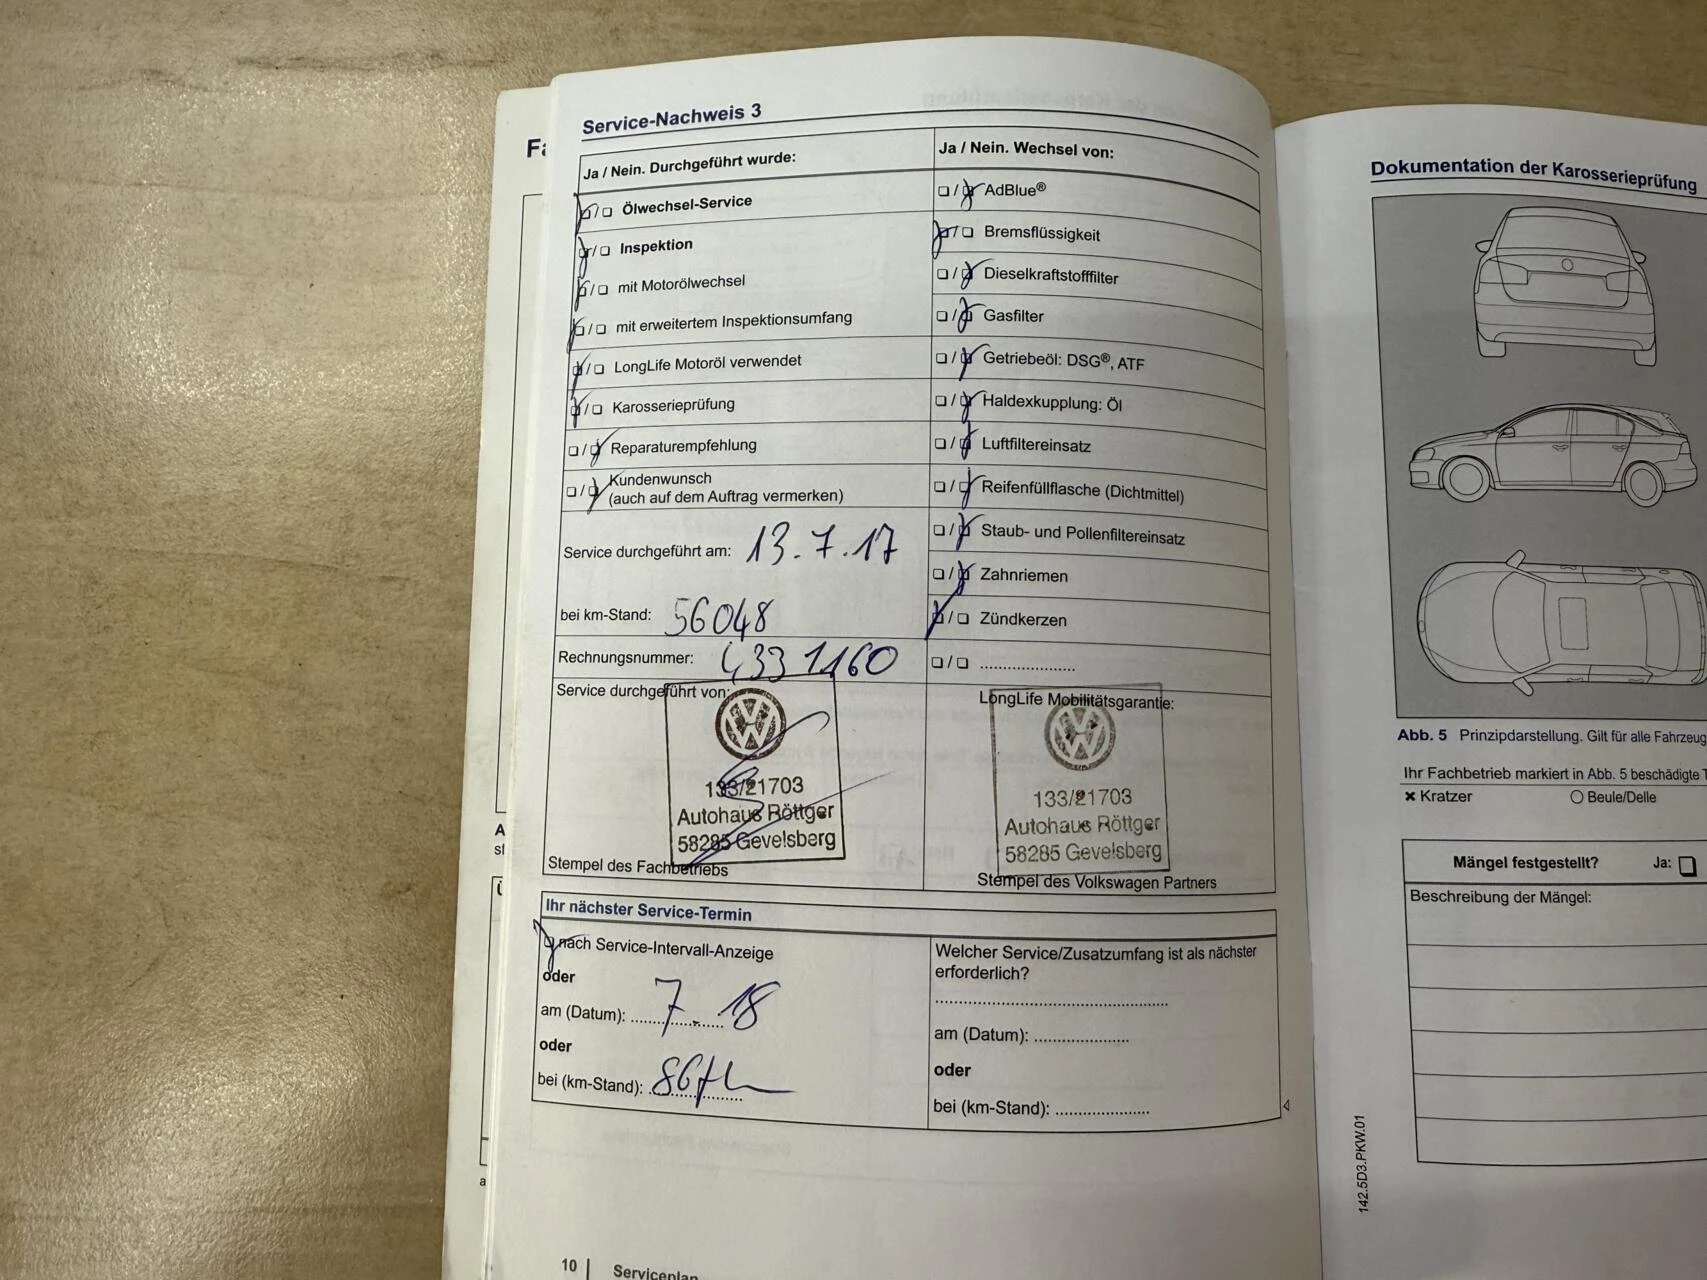 Service-Nachweis 3
Ja / Nein. Durchgeführt wurde:
Ölwechsel-Service
Inspektion
mit Motorölwechsel
mit erweitertem Inspektionsumfang
LongLife Motoröl verwendet
Karosserieprüfung
Reparaturempfehlung
Kundenwunsch
(auch auf dem Auftrag vermerken)
Service durchgeführt am: 13.7.17
bei km-Stand: 56048
Rechnungsnummer: 4331160
Service durchgeführt von:
133/21703
Autohaus Röttger
58285 Gevelsberg
Stempel des Fachbetriebs
Ja / Nein. Wechsel von:
AdBlue®
Bremsflüssigkeit
Dieselkraftstofffilter
Gasfilter
Getriebeöl: DSG®, ATF
Haldexkupplung: Öl
Luftfiltereinsatz
Reifenfüllflasche (Dichtmittel)
Staub- und Pollenfiltereinsatz
Zahnriemen
Zündkerzen
LongLife Mobilitätsgarantie:
133/21703
Autohaus Röttger
58285 Gevelsberg
Stempel des Volkswagen Partners
Ihr nächster Service-Termin
nach Service-Intervall-Anzeige
oder
am (Datum): 7-18
oder
bei (km-Stand): 86
Welcher Service/Zusatzumfang ist als nächster
erforderlich?
am (Datum):
oder
bei (km-Stand):
10 | Serviceplan
Dokumentation der Karosserieprüfung
Abb. 5 Prinzipdarstellung. Gilt für alle Fahrzeug
Ihr Fachbetrieb markiert in Abb. 5 beschädigte T
× Kratzer
○ Beule/Delle
Mängel festgestellt? Ja:
Beschreibung der Mängel:
142.5D3.PKW.01